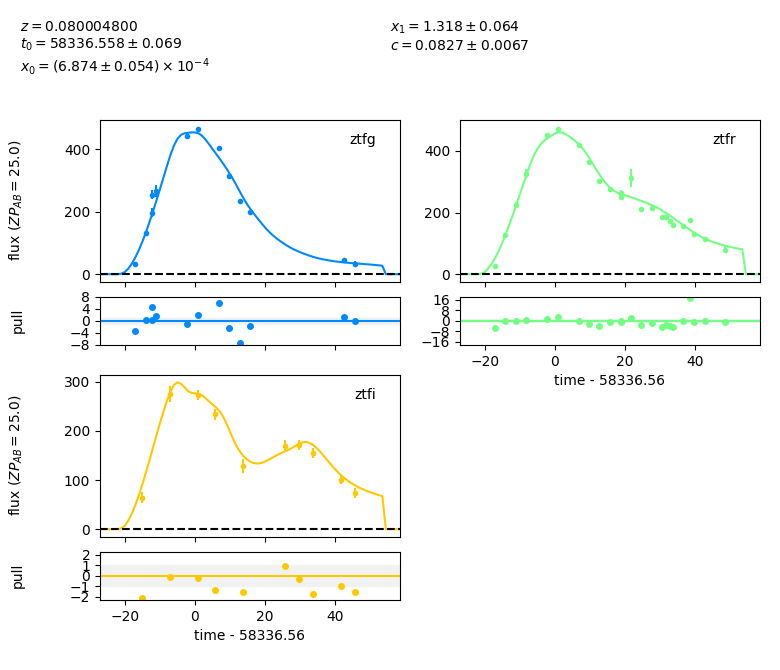 z = 0.080004800
t₀ = 58336.558 ± 0.069
x₀ = (6.874 ± 0.054) × 10⁻⁴
x₁ = 1.318 ± 0.064
c = 0.0827 ± 0.0067
ztfg
flux (ZP_AB = 25.0)
400
200
0
pull
8
4
0
−4
−8
ztfr
400
200
0
16
8
0
−8
−16
−20 0 20 40
time - 58336.56
ztfi
flux (ZP_AB = 25.0)
300
200
100
0
pull
2
1
0
−1
−2
−20 0 20 40
time - 58336.56